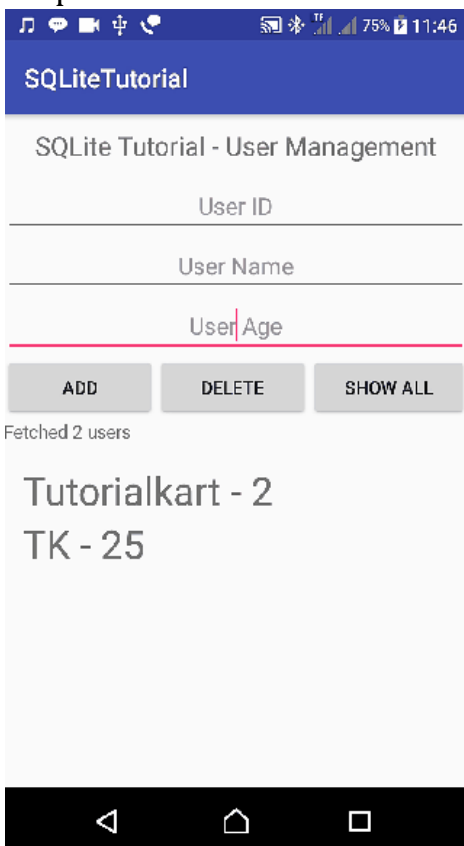 75% 11:46
SQLiteTutorial
SQLite Tutorial - User Management
User ID
User Name
User Age
ADD DELETE SHOW ALL
Fetched 2 users
Tutorialkart - 2
TK - 25